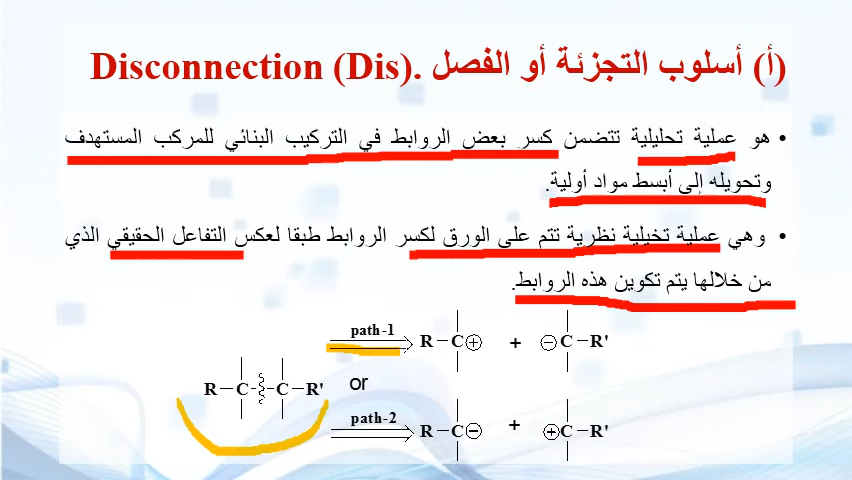 (أ) أسلوب التجزئة أو الفصل .Disconnection (Dis)
• هو عملية تحليلية تتضمن كسر بعض الروابط في التركيب البنائي للمركب المستهدف
وتحويله إلى أبسط مواد أولية.
• وهي عملية تخيلية نظرية تتم على الورق لكسر الروابط طبقا لعكس التفاعل الحقيقي الذي
من خلالها يتم تكوين هذه الروابط.
path-1
R–C⊕ + ⊖C–R'
R–C–C–R'
or
path-2
R–C⊖ + ⊕C–R'